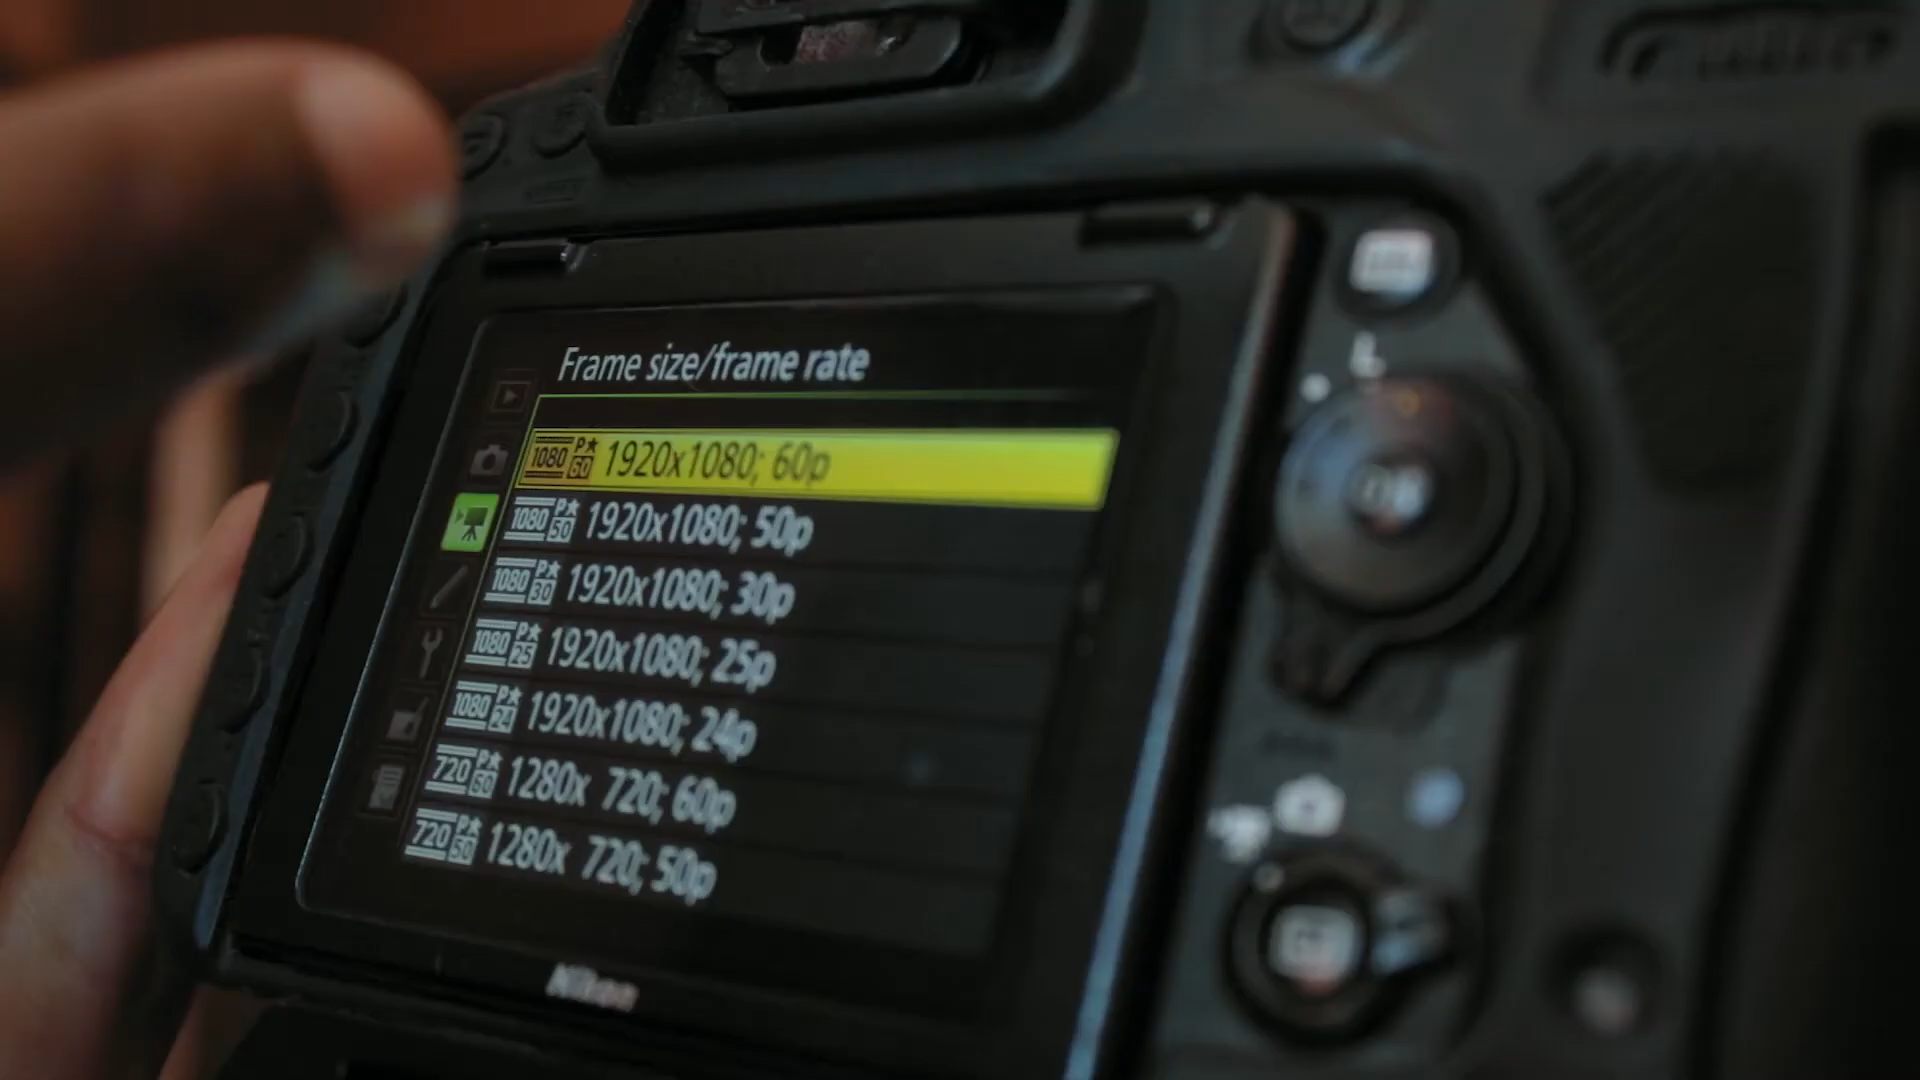 Frame size/frame rate
1080 P★ 60 1920x1080; 60p
1080 P★ 50 1920x1080; 50p
1080 P★ 30 1920x1080; 30p
1080 P★ 25 1920x1080; 25p
1080 P★ 24 1920x1080; 24p
720 P★ 1280x 720; 60p
720 P★ 50 1280x 720; 50p
Nikon
L
OK